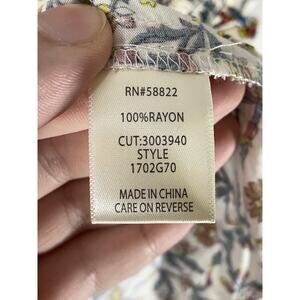 RN#58822
100%RAYON
CUT:3003940
STYLE
1702G70
MADE IN CHINA
CARE ON REVERSE